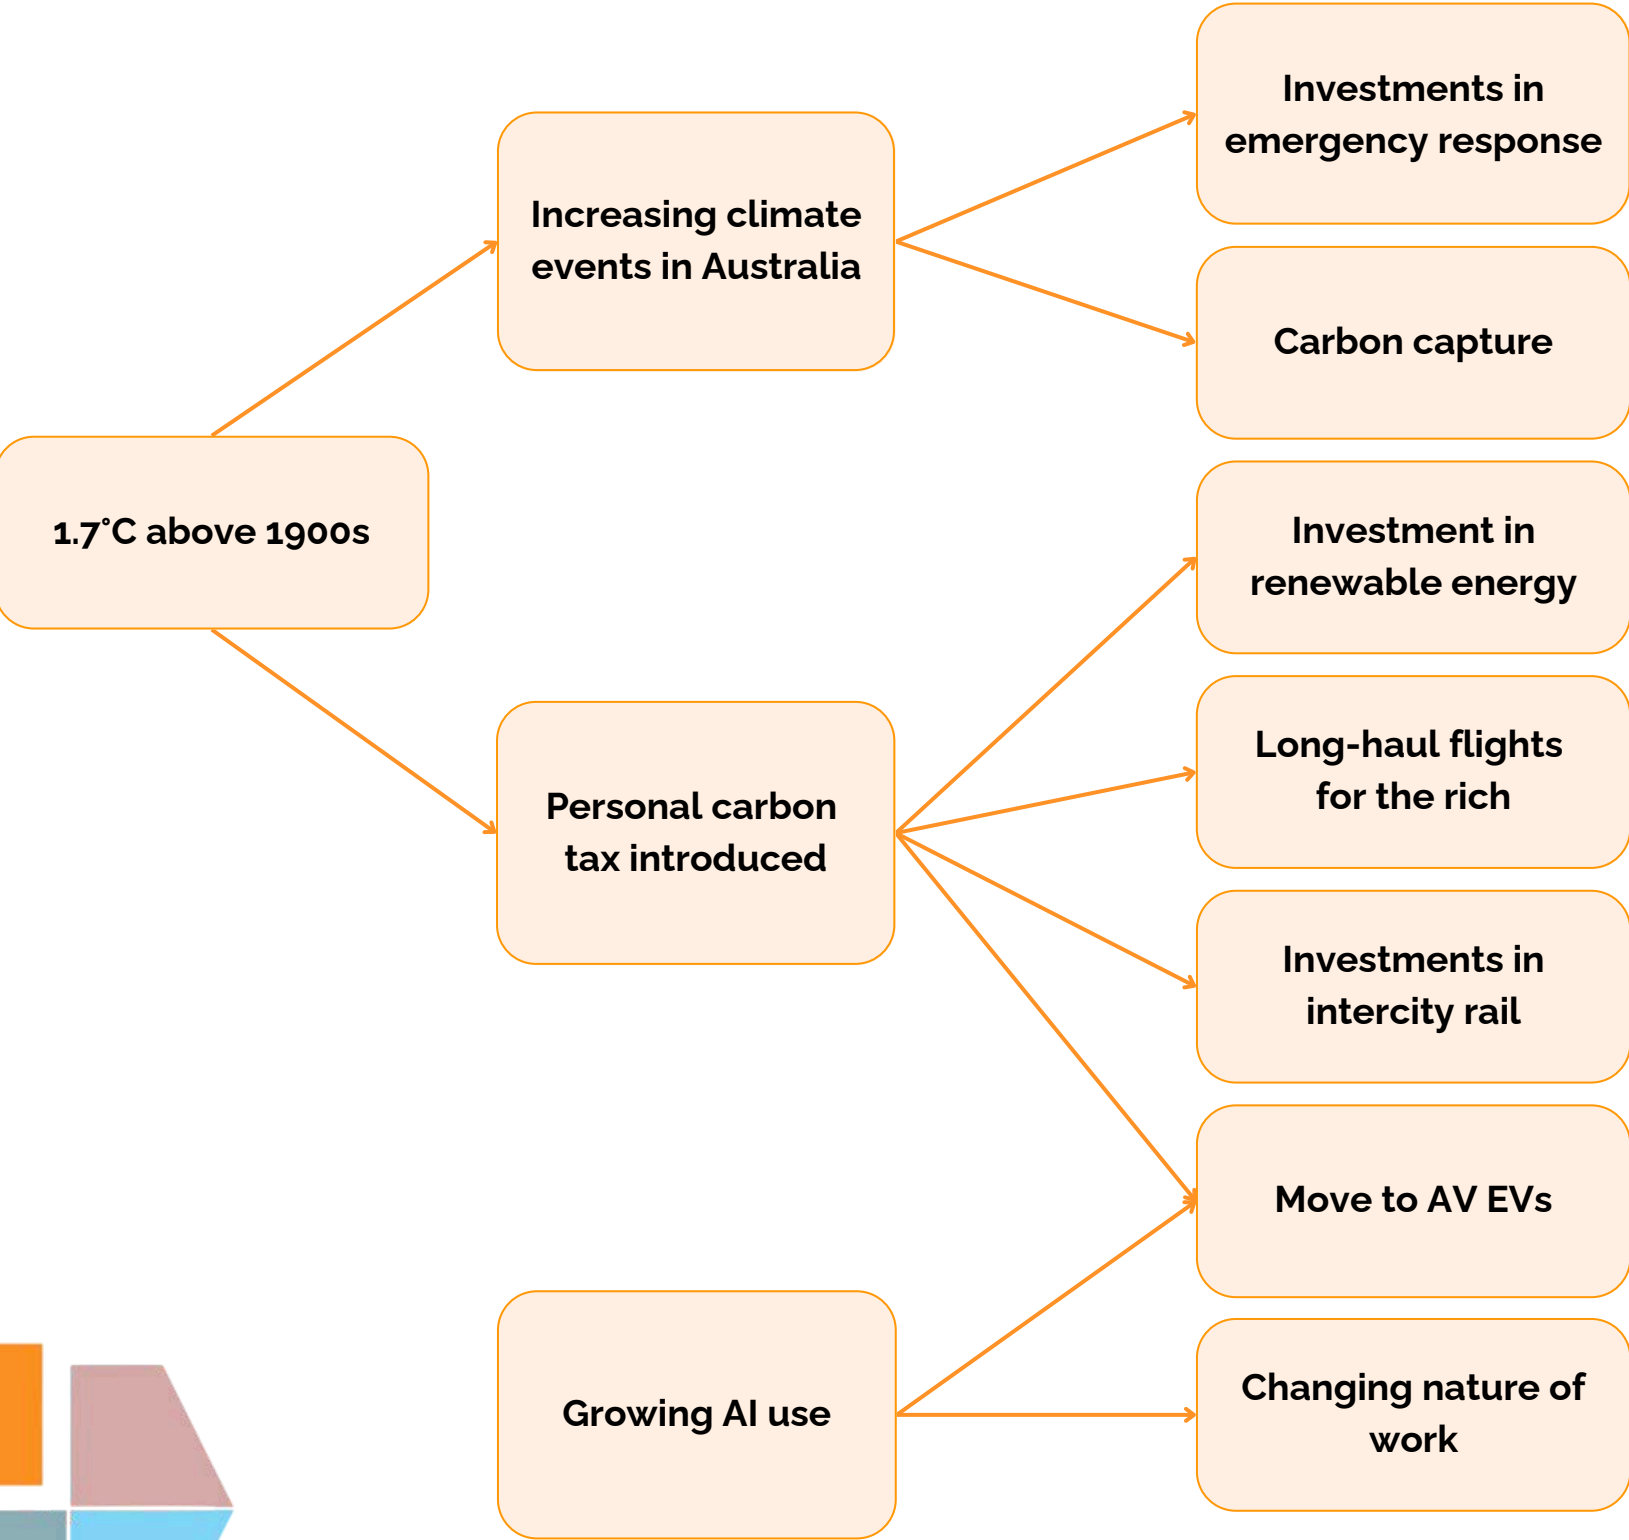 Investments in
emergency response
Increasing climate
events in Australia
Carbon capture
1.7°C above 1900s
Investment in
renewable energy
Long-haul flights
for the rich
Personal carbon
tax introduced
Investments in
intercity rail
Move to AV EVs
Growing AI use
Changing nature of
work